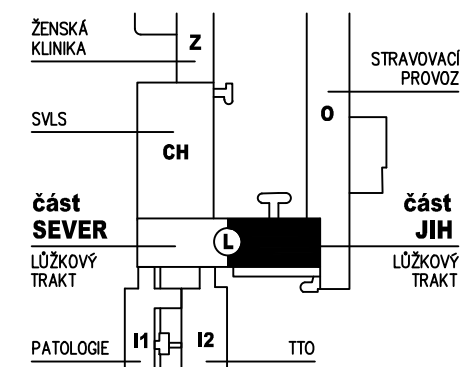 ŽENSKÁ
KLINIKA
Z
STRAVOVACÍ
PROVOZ
O
SVLS
CH
část
SEVER
LŮŽKOVÝ
TRAKT
L
část
JIH
LŮŽKOVÝ
TRAKT
PATOLOGIE
I1
I2
TTO